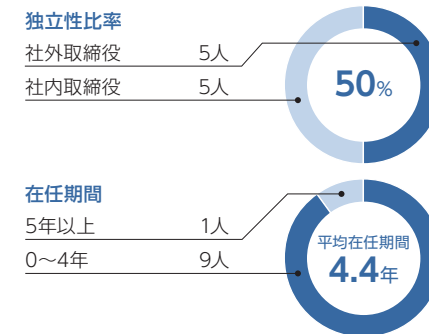 独立性比率
社外取締役 5人
社内取締役 5人
50%
在任期間
5年以上 1人
0～4年 9人
平均在任期間
4.4年